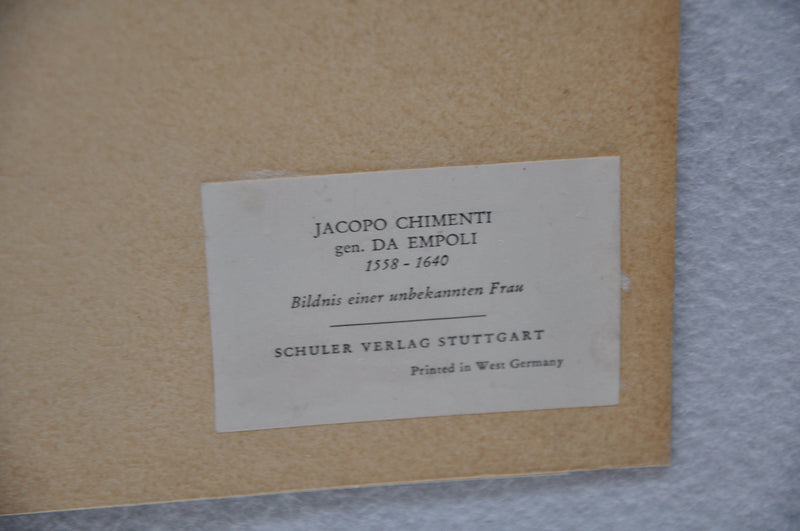 JACOPO CHIMENTI
gen. DA EMPOLI
1558 – 1640
Bildnis einer unbekannten Frau
SCHULER VERLAG STUTTGART
Printed in West Germany